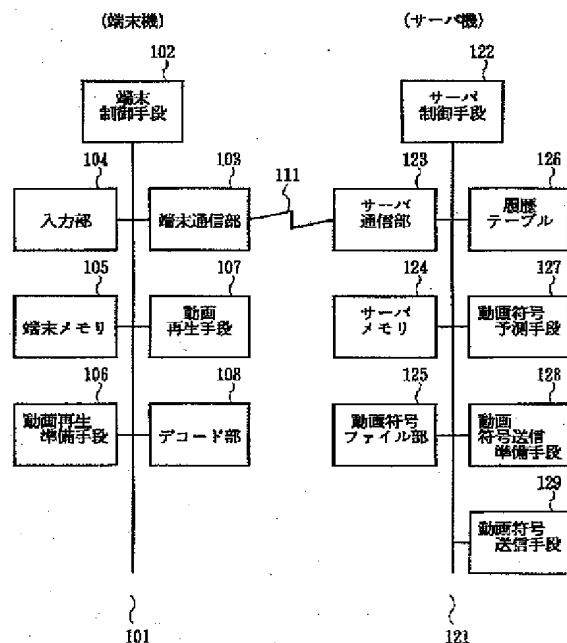 (端末機)
(サーバ機)
102
122
端末
制御手段
サーバ
制御手段
104
103
111
123
126
入力部
端末通信部
サーバ
通信部
履歴
テーブル
105
107
124
127
端末メモリ
動画
再生手段
サーバ
メモリ
動画符号
予測手段
106
108
125
128
動画再生
準備手段
デコード部
動画符号
ファイル部
動画
符号送信
準備手段
129
動画符号
送信手段
101
121